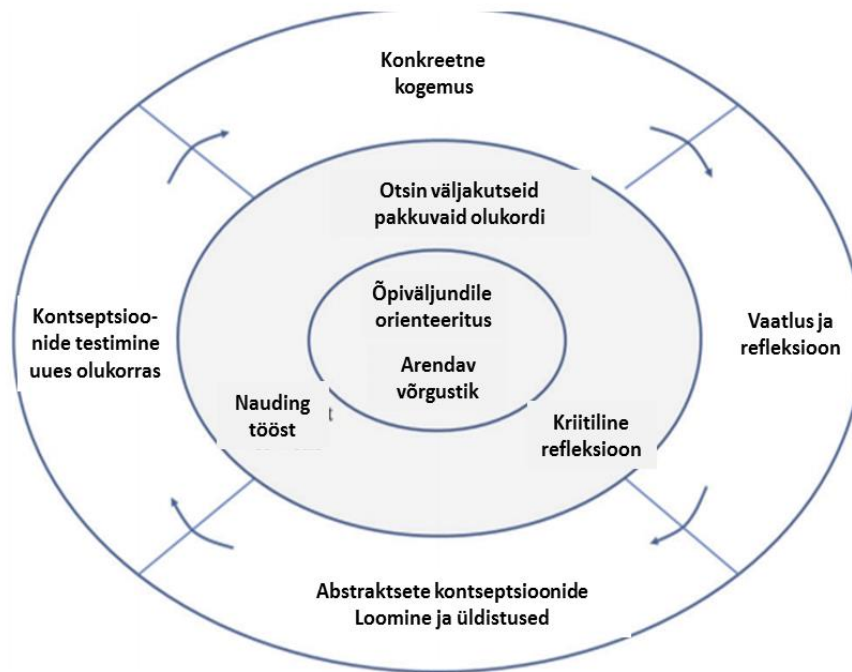 Konkreetne
kogemus
Otsin väljakutseid
pakkuvaid olukordi
Õpiväljundile
orienteeritus
Arendav
võrgustik
Kontseptsioo-
nide testimine
uues olukorras
Vaatlus ja
refleksioon
Nauding
tööst
Kriitiline
refleksioon
Abstraktsete kontseptsioonide
Loomine ja üldistused